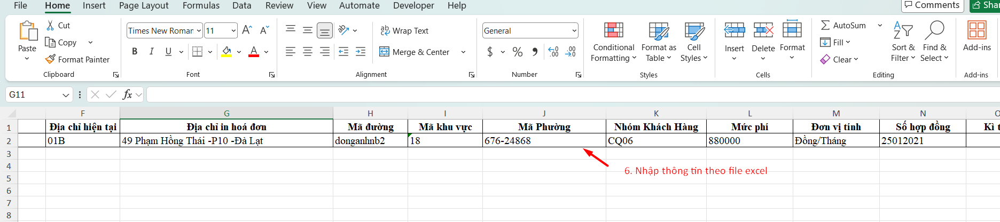 File Home Insert Page Layout Formulas Data Review View Automate Developer Help Comments Shar
Paste
Cut
Copy
Format Painter
Clipboard
Times New Roman 11
B I U A
Font
Wrap Text
Merge & Center
Alignment
General
$ % 9
Number
Conditional Formatting
Format as Table
Cell Styles
Styles
Insert Delete Format
Cells
AutoSum
Fill
Clear
Sort & Filter
Find & Select
Editing
Add-ins
Add-ins
G11 fx
F G H I J K L M N O
1 Địa chỉ hiện tại Địa chỉ in hoá đơn Mã đường Mã khu vực Mã Phường Nhóm Khách Hàng Mức phí Đơn vị tính Số hợp đồng Kì t
2 01B 49 Phạm Hồng Thái -P10 -Đà Lạt donganhnb2 18 676-24868 CQ06 880000 Đồng/Tháng 25012021
3
4 6. Nhập thông tin theo file excel
5
6
7
8